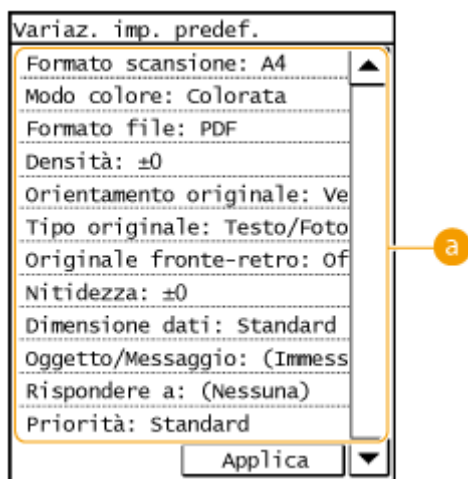 Variaz. imp. predef.
Formato scansione: A4
Modo colore: Colorata
Formato file: PDF
Densità: ±0
Orientamento originale: Ve
Tipo originale: Testo/Foto
Originale fronte-retro: Of
Nitidezza: ±0
Dimensione dati: Standard
Oggetto/Messaggio: (Immess
Rispondere a: (Nessuna)
Priorità: Standard
Applica
a